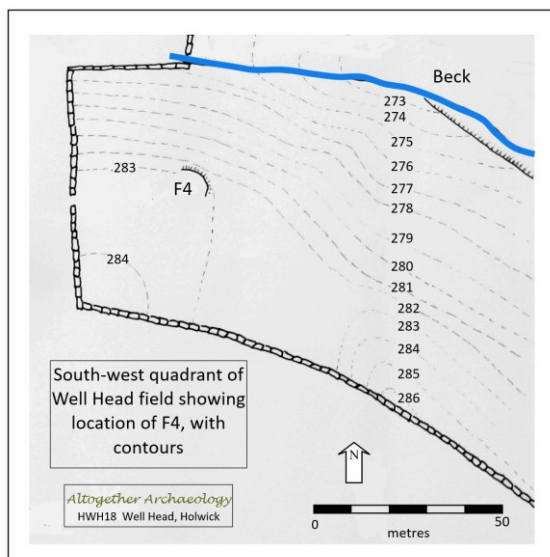 Beck
273
274
275
276
277
278
279
280
281
282
283
284
285
286
283
F4
284
South-west quadrant of
Well Head field showing
location of F4, with
contours
N
Altogether Archaeology
HWH18 Well Head, Holwick
0
50
metres